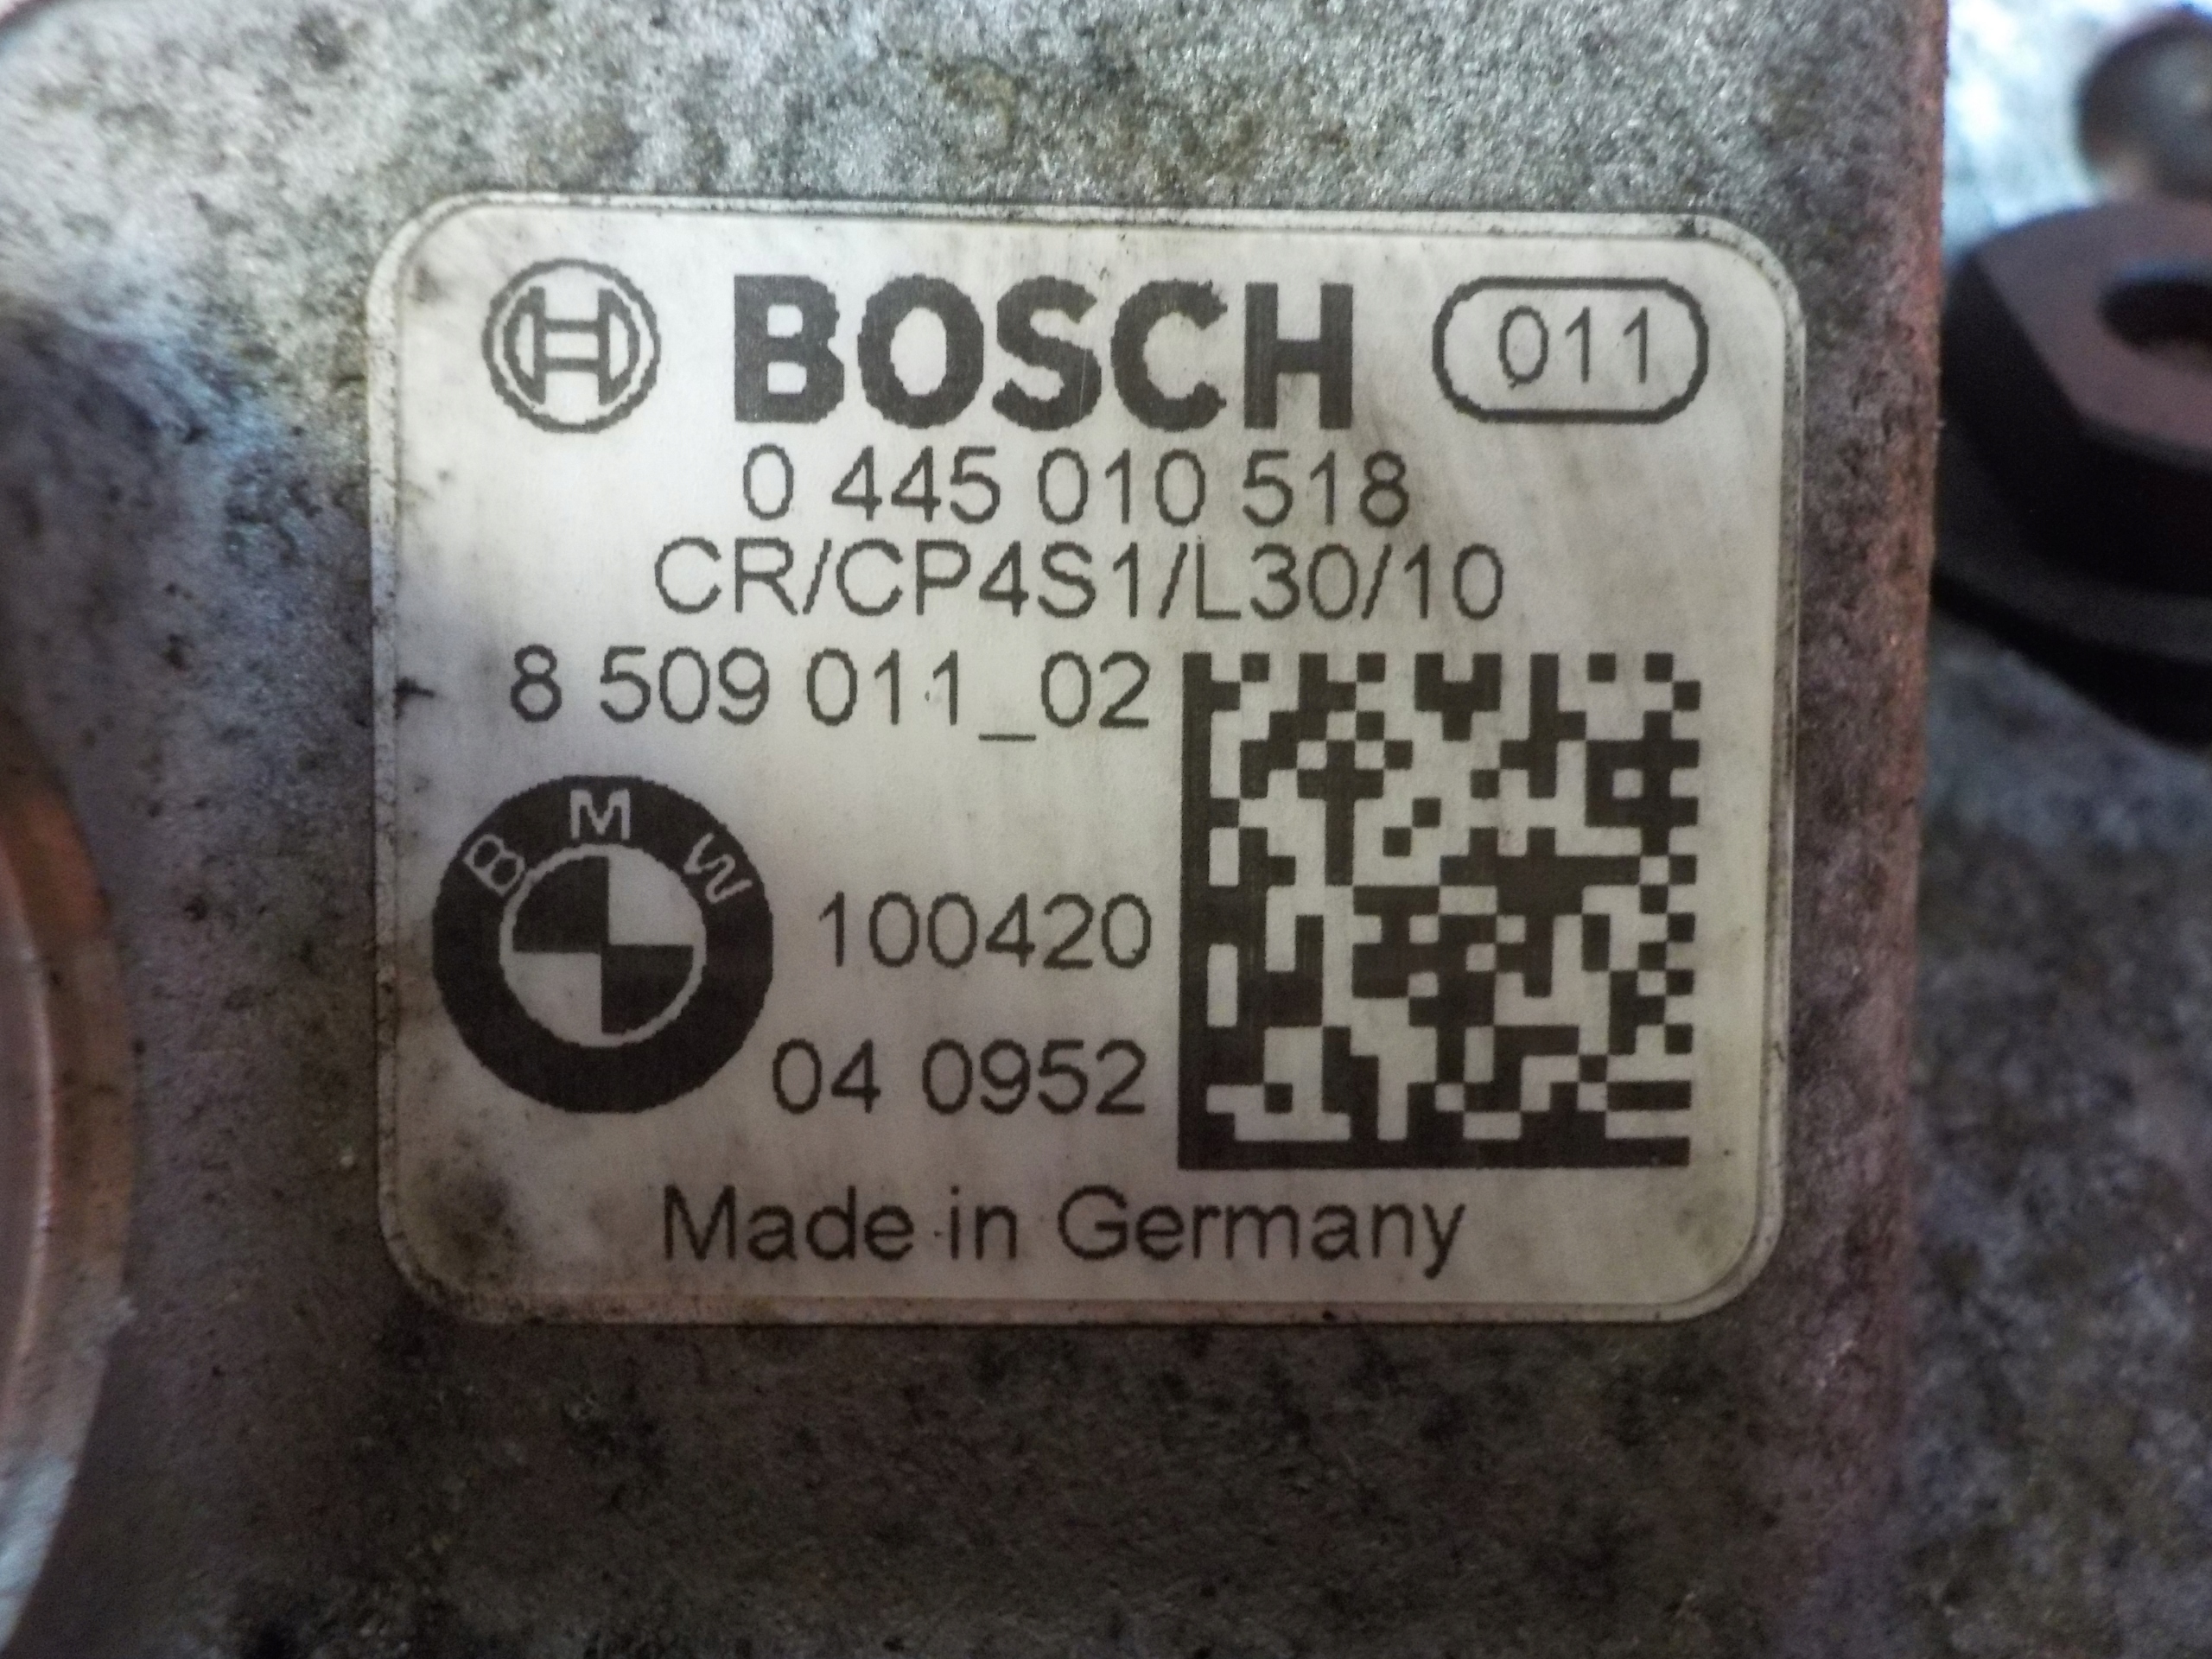 BOSCH 011
0 445 010 518
CR/CP4S1/L30/10
8 509 011_02
BMW
100420
04 0952
Made in Germany